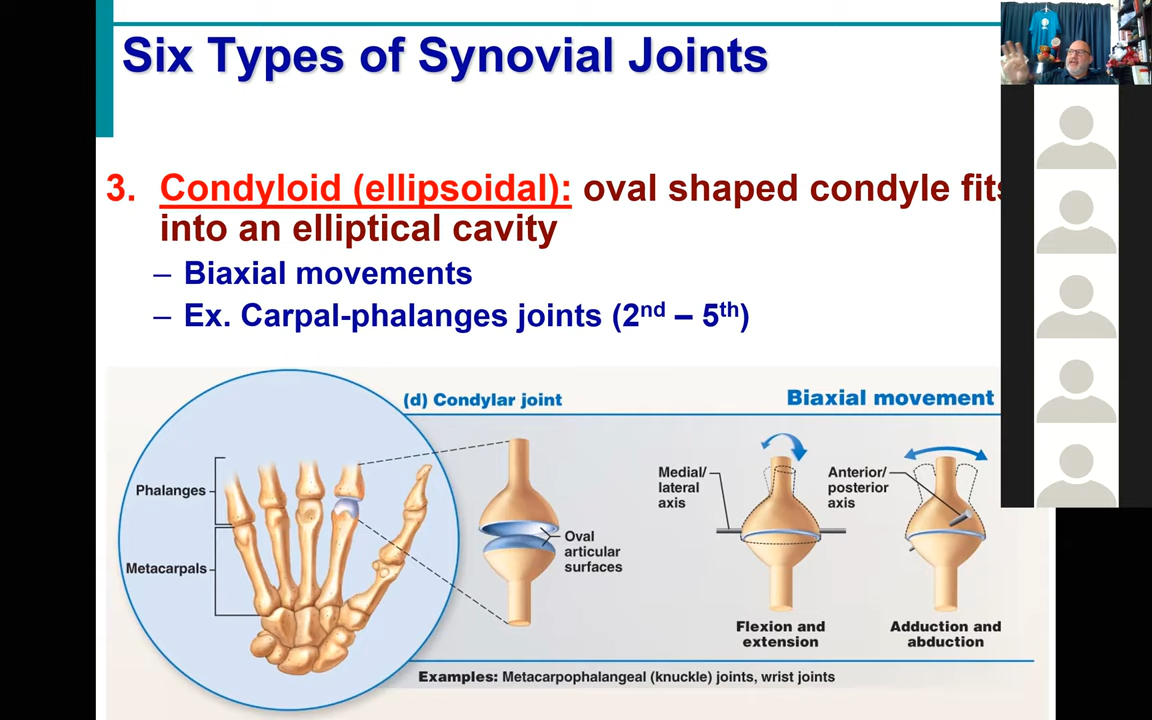 Six Types of Synovial Joints
3. Condyloid (ellipsoidal): oval shaped condyle fits
into an elliptical cavity
– Biaxial movements
– Ex. Carpal-phalanges joints (2nd – 5th)
(d) Condylar joint
Biaxial movement
Phalanges
Metacarpals
Oval
articular
surfaces
Medial/
lateral
axis
Anterior/
posterior
axis
Flexion and
extension
Adduction and
abduction
Examples: Metacarpophalangeal (knuckle) joints, wrist joints